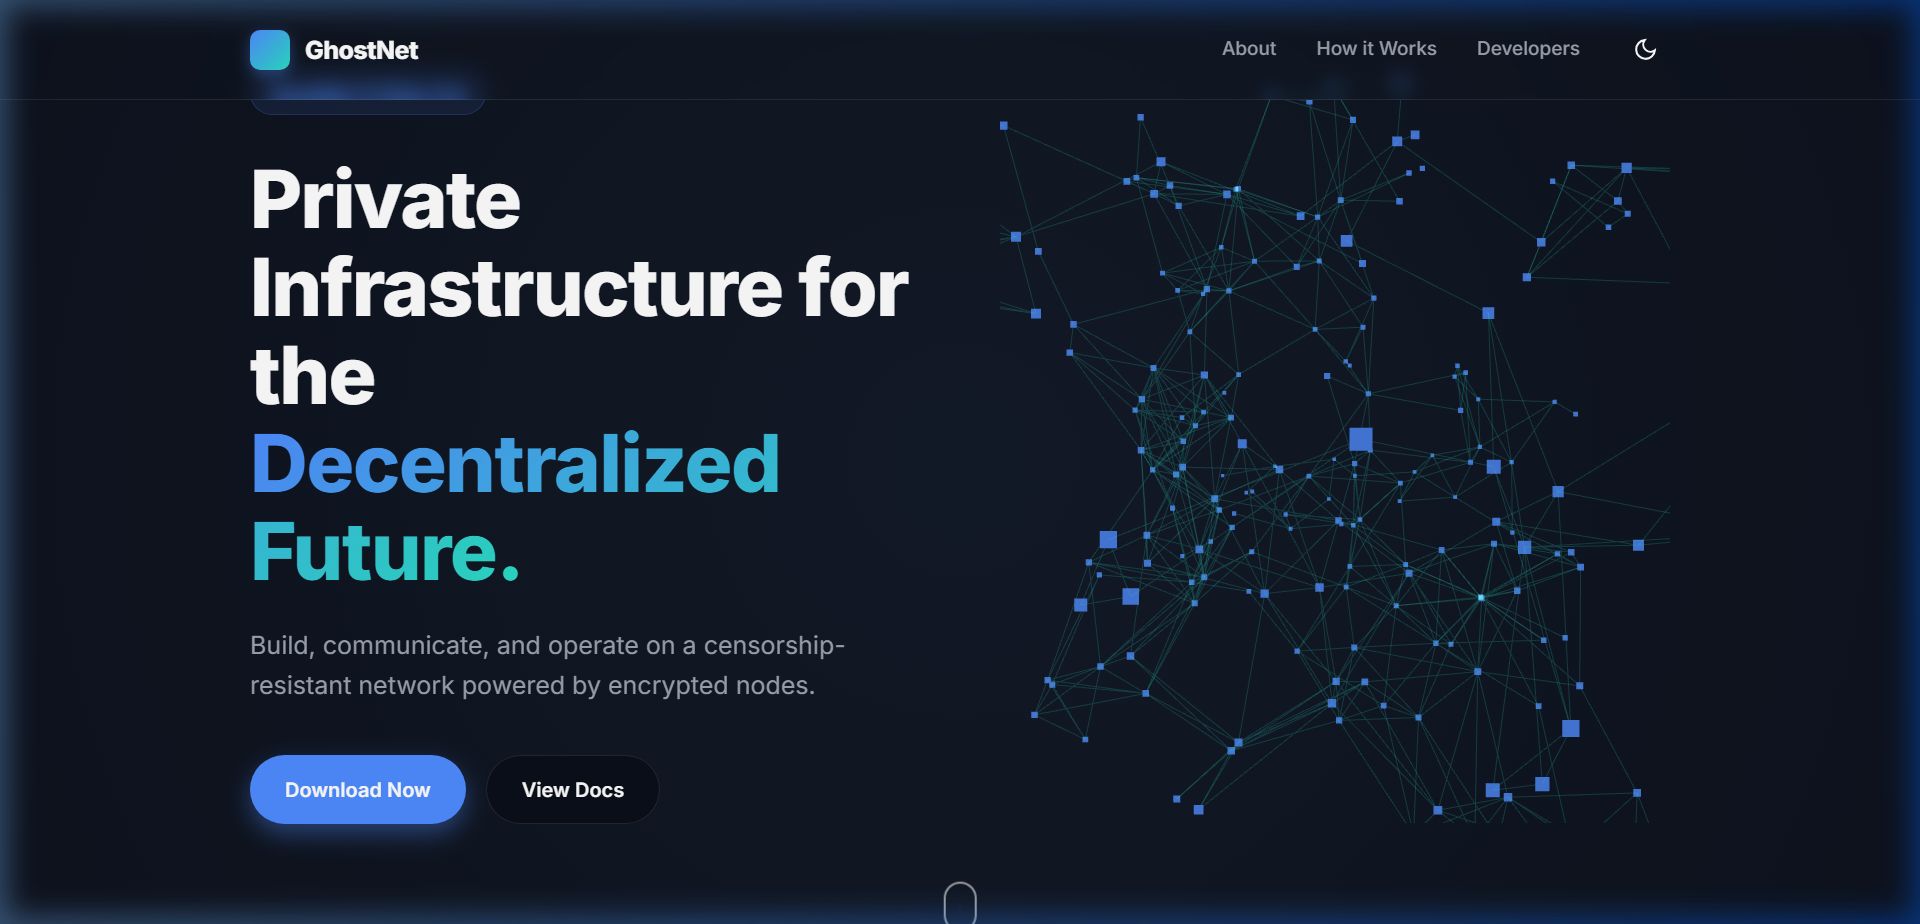 GhostNet
About
How it Works
Developers
Private
Infrastructure for
the
Decentralized
Future.
Build, communicate, and operate on a censorship-
resistant network powered by encrypted nodes.
Download Now
View Docs